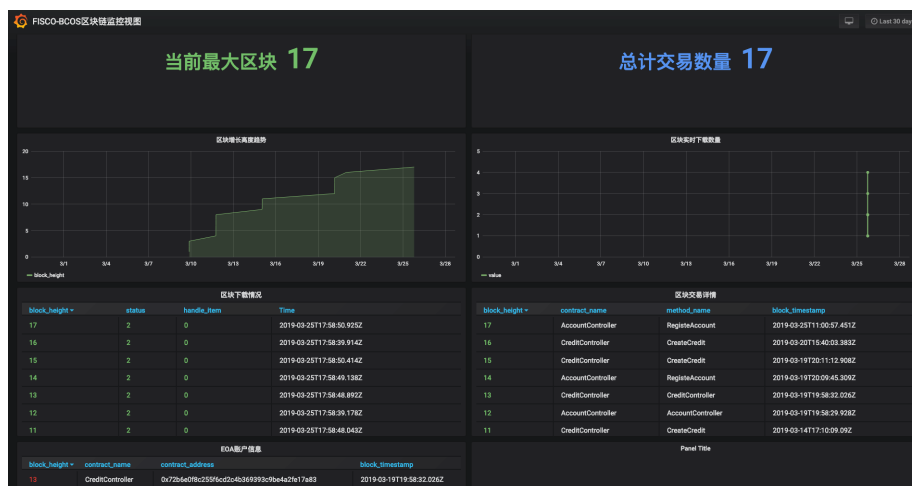 FISCO-BCOS区块链监控视图
Last 30 day
当前最大区块 17
总计交易数量 17
区块增长高度趋势
20
15
10
5
0
3/1 3/4 3/7 3/10 3/13 3/16 3/19 3/22 3/25 3/28
block_height
区块实时下载数量
5
4
3
2
1
0
3/1 3/4 3/7 3/10 3/13 3/16 3/19 3/22 3/25 3/28
value
区块下载情况
block_height status handle_item Time
17 2 0 2019-03-25T17:58:50.925Z
16 2 0 2019-03-25T17:58:39.914Z
15 2 0 2019-03-25T17:58:50.414Z
14 2 0 2019-03-25T17:58:49.138Z
13 2 0 2019-03-25T17:58:48.892Z
12 2 0 2019-03-25T17:58:39.178Z
11 2 0 2019-03-25T17:58:48.043Z
区块交易详情
block_height contract_name method_name block_timestamp
17 AccountController RegisteAccount 2019-03-25T11:00:57.451Z
16 CreditController CreateCredit 2019-03-20T15:40:03.383Z
15 CreditController CreateCredit 2019-03-19T20:11:12.908Z
14 AccountController RegisteAccount 2019-03-19T20:09:45.309Z
13 CreditController CreditController 2019-03-19T19:58:32.026Z
12 AccountController AccountController 2019-03-19T19:58:29.928Z
11 CreditController CreateCredit 2019-03-14T17:10:09.09Z
EOA账户信息
block_height contract_name contract_address block_timestamp
13 CreditController 0x72b6e0f8c255f6cd2c4b369393c9be4a2fe17a83 2019-03-19T19:58:32.026Z
Panel Title